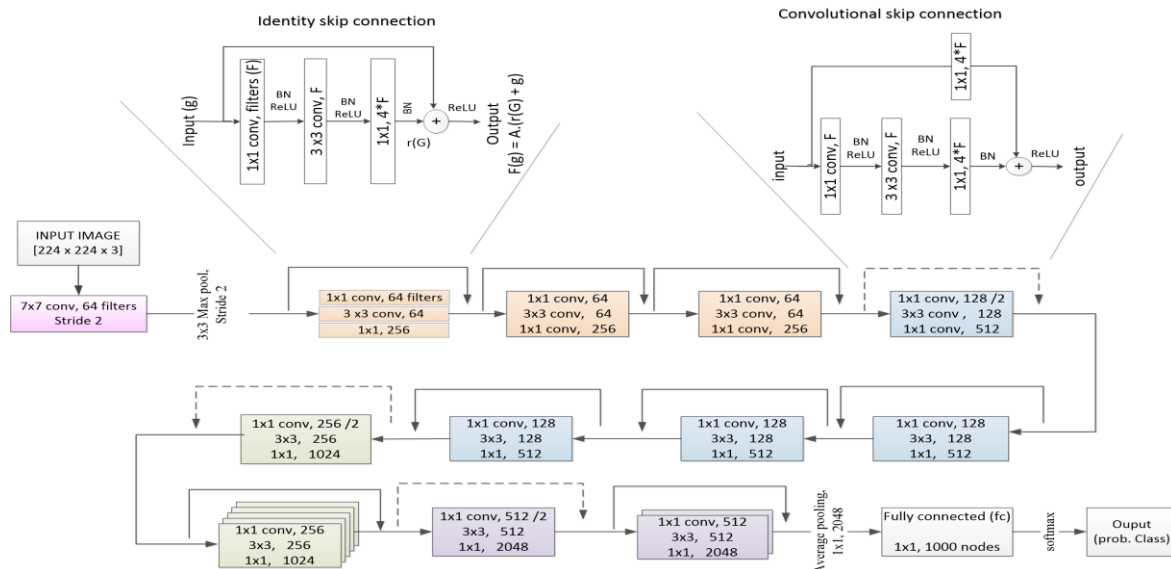 Identity skip connection
Input (g)
1x1 conv, filters (F)
BN
ReLU
3 x3 conv, F
BN
ReLU
1x1, 4*F
BN
r(G)
+
ReLU
Output
F(g) = A.(r(G) + g)
Convolutional skip connection
input
1x1, 4*F
1x1 conv, F
BN
ReLU
3 x3 conv, F
BN
ReLU
1x1, 4*F
BN
+
ReLU
output
INPUT IMAGE
[224 x 224 x 3]
7x7 conv, 64 filters
Stride 2
3x3 Max pool,
Stride 2
1x1 conv, 64 filters
3 x3 conv, 64
1x1, 256
1x1 conv, 64
3x3 conv, 64
1x1 conv, 256
1x1 conv, 64
3x3 conv, 64
1x1 conv, 256
1x1 conv, 128 /2
3x3 conv , 128
1x1 conv, 512
1x1 conv, 256 /2
3x3, 256
1x1, 1024
1x1 conv, 128
3x3, 128
1x1, 512
1x1 conv, 128
3x3, 128
1x1, 512
1x1 conv, 128
3x3, 128
1x1, 512
1x1 conv, 256
3x3, 256
1x1, 1024
1x1 conv, 512 /2
3x3, 512
1x1, 2048
1x1 conv, 512
3x3, 512
1x1, 2048
Average pooling,
1x1, 2048
Fully connected (fc)
1x1, 1000 nodes
softmax
Ouput
(prob. Class)